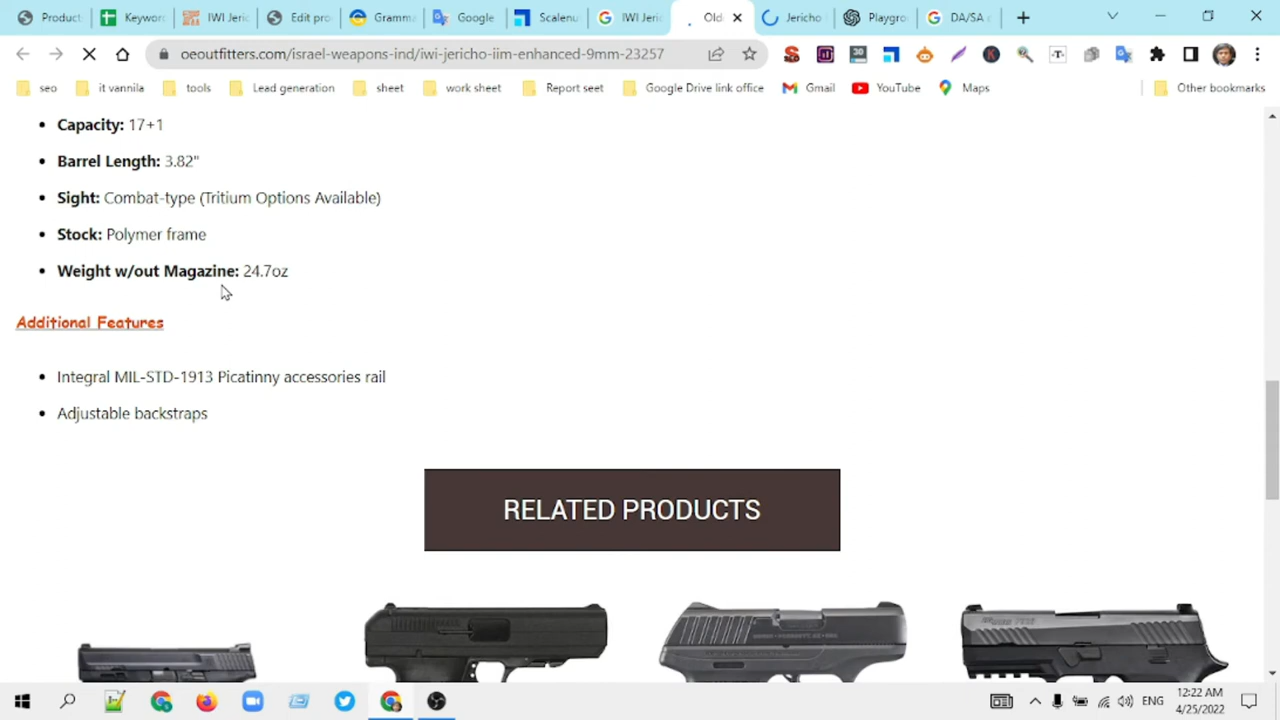 Product
Keyword
IWI Jeric
Edit pro
Gramma
Google
Scalenu
IWI Jeric
Old
Jericho
Playgro
DA/SA
oeoutfitters.com/israel-weapons-ind/iwi-jericho-iim-enhanced-9mm-23257
seo
it vannila
tools
Lead generation
sheet
work sheet
Report seet
Google Drive link office
Gmail
YouTube
Maps
Other bookmarks
• Capacity: 17+1
• Barrel Length: 3.82"
• Sight: Combat-type (Tritium Options Available)
• Stock: Polymer frame
• Weight w/out Magazine: 24.7oz
Additional Features
• Integral MIL-STD-1913 Picatinny accessories rail
• Adjustable backstraps
RELATED PRODUCTS
ENG
12:22 AM
4/25/2022